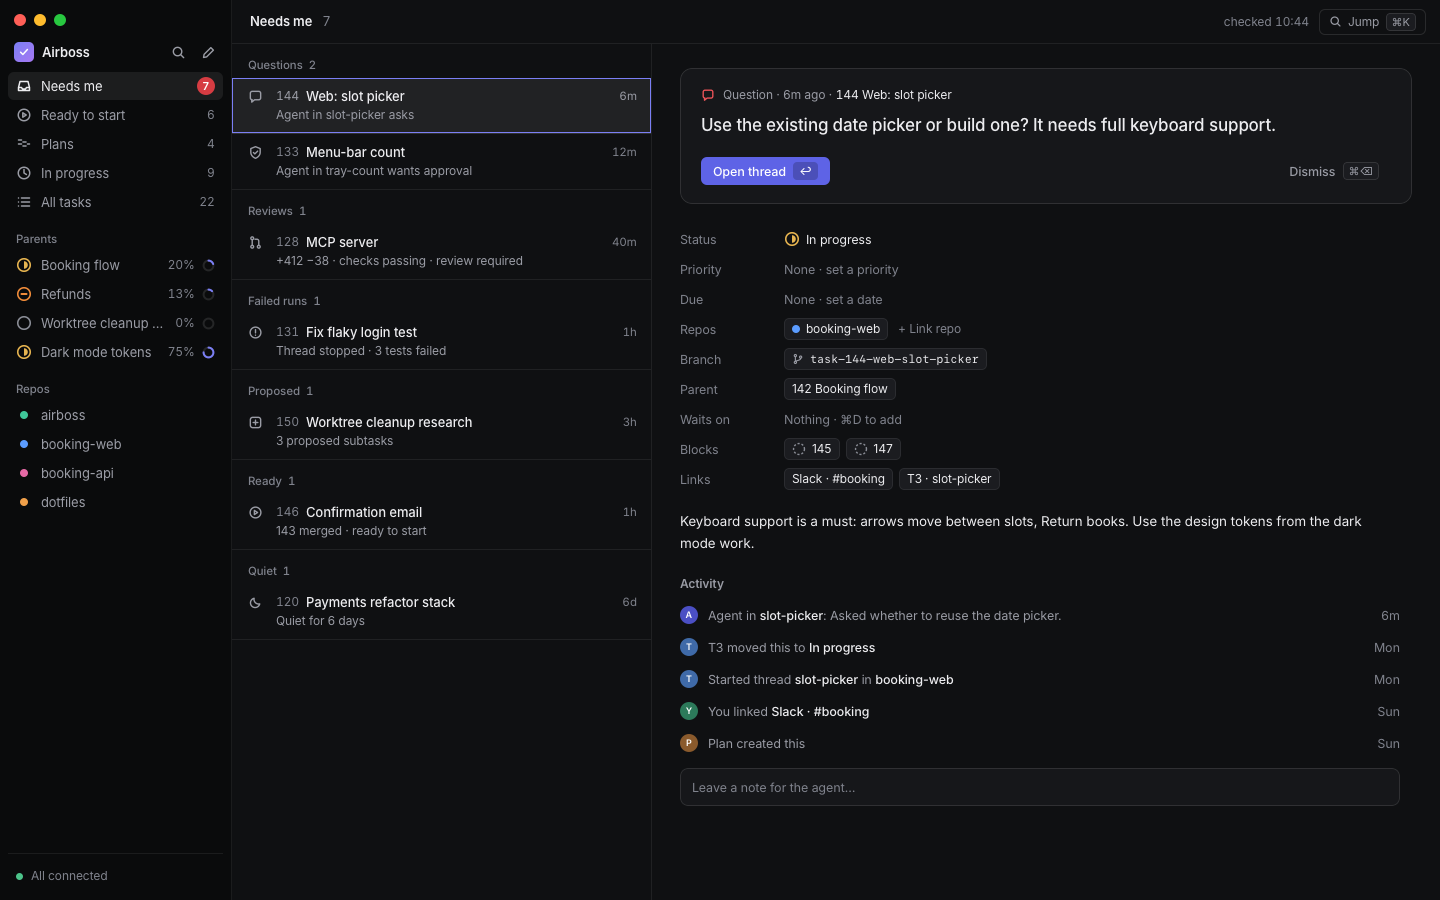 Airboss
Needs me 7
Ready to start 6
Plans 4
In progress 9
All tasks 22
Parents
Booking flow 20%
Refunds 13%
Worktree cleanup ... 0%
Dark mode tokens 75%
Repos
airboss
booking-web
booking-api
dotfiles
All connected
Needs me 7
checked 10:44
Jump ⌘K
Questions 2
144 Web: slot picker 6m
Agent in slot-picker asks
133 Menu-bar count 12m
Agent in tray-count wants approval
Reviews 1
128 MCP server 40m
+412 −38 · checks passing · review required
Failed runs 1
131 Fix flaky login test 1h
Thread stopped · 3 tests failed
Proposed 1
150 Worktree cleanup research 3h
3 proposed subtasks
Ready 1
146 Confirmation email 1h
143 merged · ready to start
Quiet 1
120 Payments refactor stack 6d
Quiet for 6 days
Question · 6m ago · 144 Web: slot picker
Use the existing date picker or build one? It needs full keyboard support.
Open thread ↩
Dismiss ⌘⌫
Status In progress
Priority None · set a priority
Due None · set a date
Repos booking-web + Link repo
Branch task-144-web-slot-picker
Parent 142 Booking flow
Waits on Nothing · ⌘D to add
Blocks 145 147
Links Slack · #booking T3 · slot-picker
Keyboard support is a must: arrows move between slots, Return books. Use the design tokens from the dark
mode work.
Activity
A Agent in slot-picker: Asked whether to reuse the date picker. 6m
T T3 moved this to In progress Mon
T Started thread slot-picker in booking-web Mon
Y You linked Slack · #booking Sun
P Plan created this Sun
Leave a note for the agent...